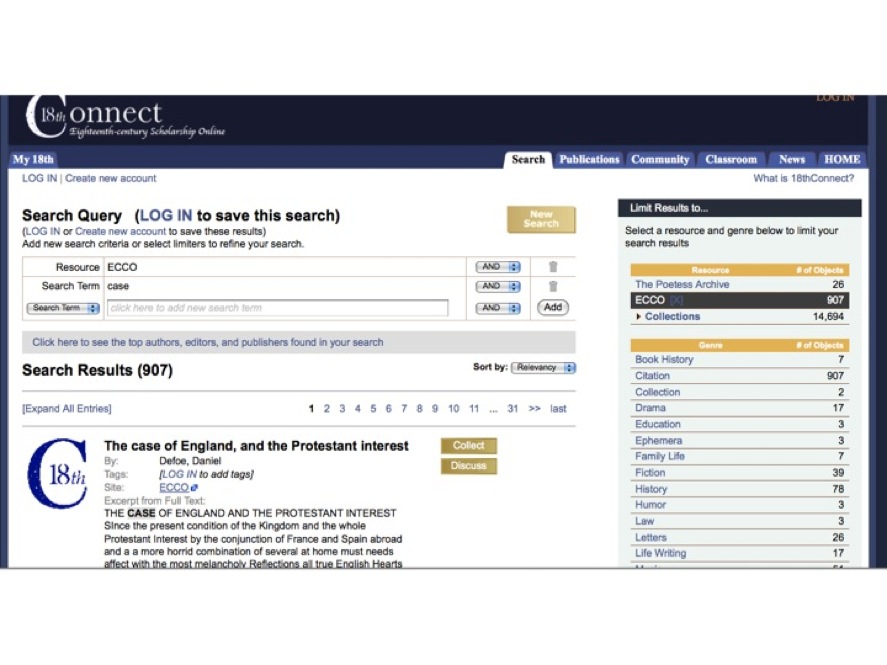 LOG IN
18th Connect
Eighteenth-century Scholarship Online
My 18th
Search Publications Community Classroom News HOME
LOG IN | Create new account
What is 18thConnect?
Search Query (LOG IN to save this search)
(LOG IN or Create new account to save these results)
Add new search criteria or select limiters to refine your search.
New
Search
Resource ECCO AND
Search Term case AND
Search Term click here to add new search term AND Add
Click here to see the top authors, editors, and publishers found in your search
Search Results (907)
Sort by: Relevancy
[Expand All Entries]
1 2 3 4 5 6 7 8 9 10 11 ... 31 >> last
18th
The case of England, and the Protestant interest
By: Defoe, Daniel
Tags: [LOG IN to add tags]
Site: ECCO
Excerpt from Full Text:
THE CASE OF ENGLAND AND THE PROTESTANT INTEREST
SInce the present condition of the Kingdom and the whole
Protestant Interest by the conjunction of France and Spain abroad
and a a more horrid combination of several at home must needs
affect with the most melancholy Reflections all true English Hearts
Collect
Discuss
Limit Results to...
Select a resource and genre below to limit your
search results
Resource # of Objects
The Poetess Archive 26
ECCO [X] 907
Collections 14,694
Genre # of Objects
Book History 7
Citation 907
Collection 2
Drama 17
Education 3
Ephemera 3
Family Life 7
Fiction 39
History 78
Humor 3
Law 3
Letters 26
Life Writing 17